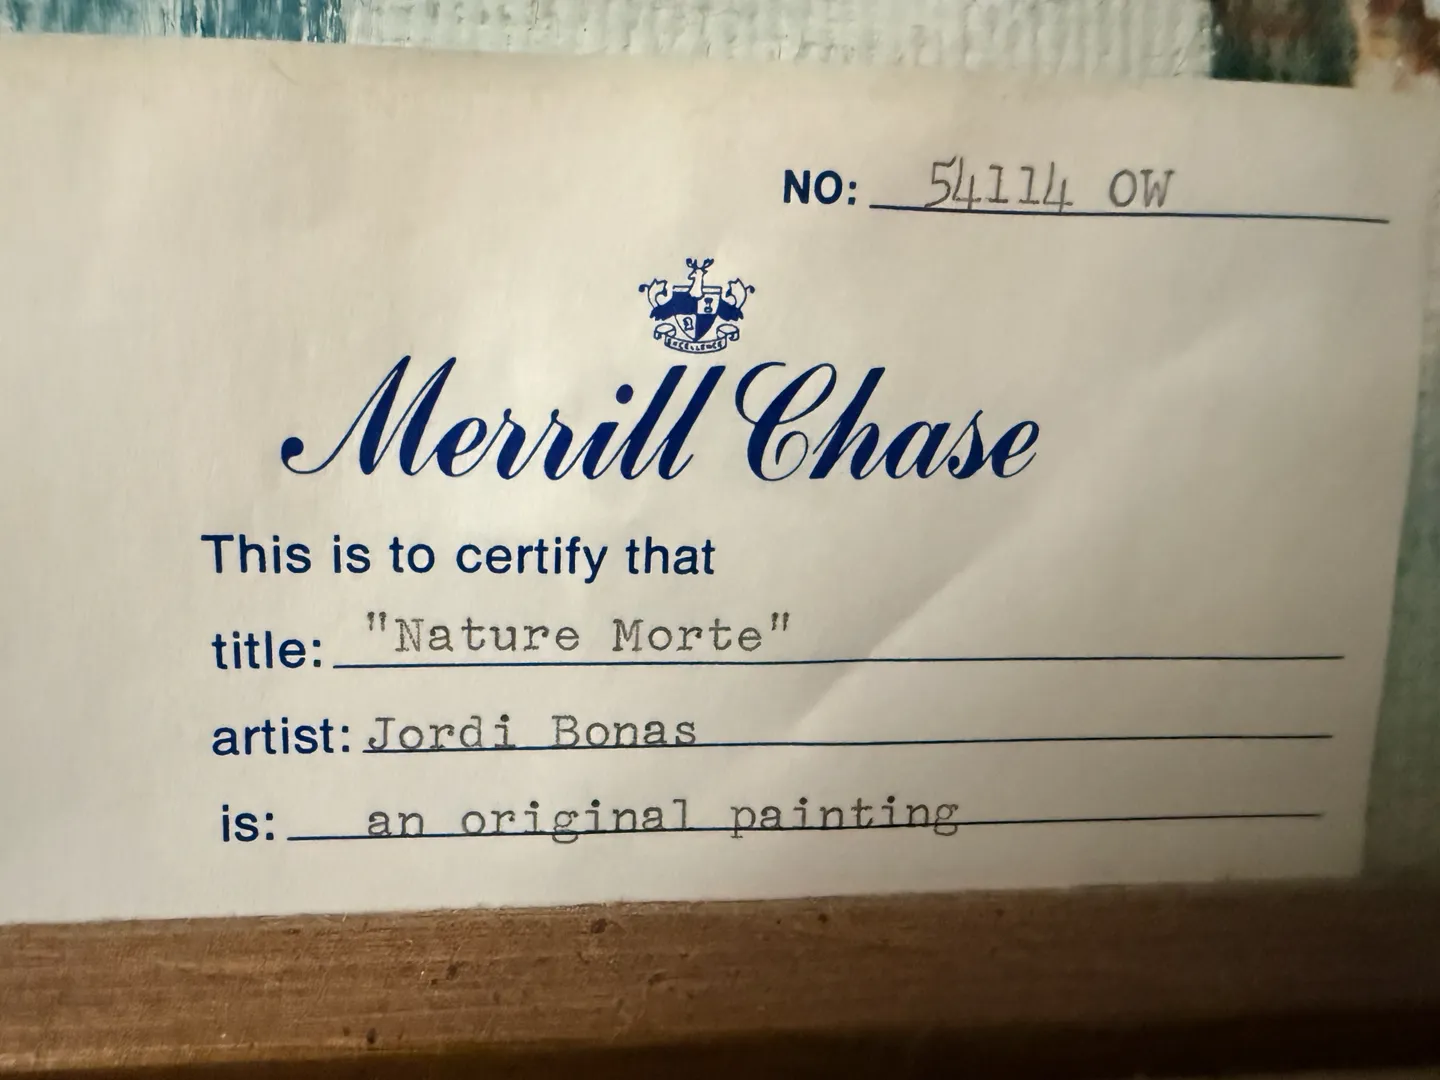 NO: 54114 OW
EXCELLENCE
Merrill Chase
This is to certify that
title: "Nature Morte"
artist: Jordi Bonas
is: an original painting